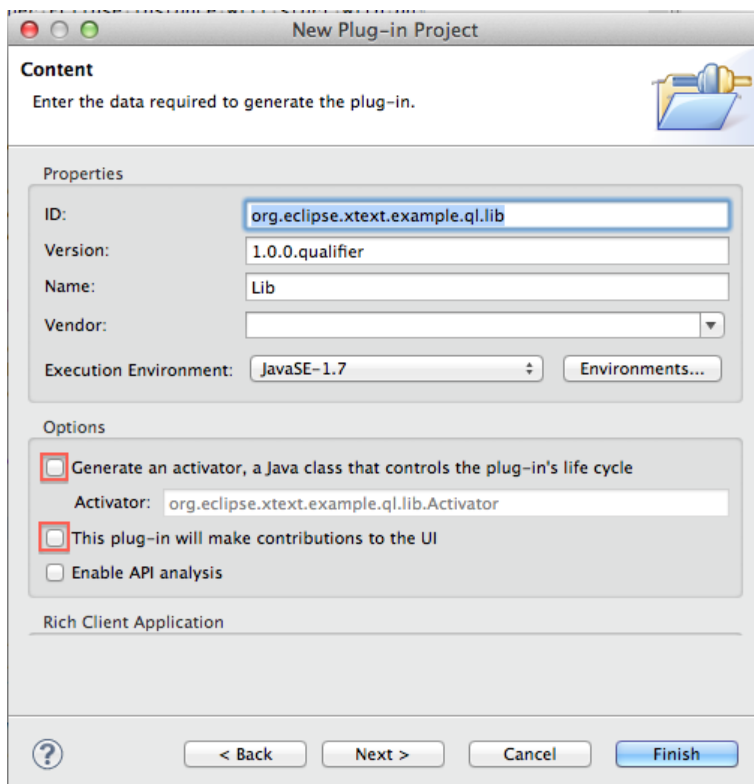 New Plug-in Project
Content
Enter the data required to generate the plug-in.
Properties
ID: org.eclipse.xtext.example.ql.lib
Version: 1.0.0.qualifier
Name: Lib
Vendor:
Execution Environment: JavaSE-1.7 Environments...
Options
Generate an activator, a Java class that controls the plug-in's life cycle
Activator: org.eclipse.xtext.example.ql.lib.Activator
This plug-in will make contributions to the UI
Enable API analysis
Rich Client Application
? < Back Next > Cancel Finish